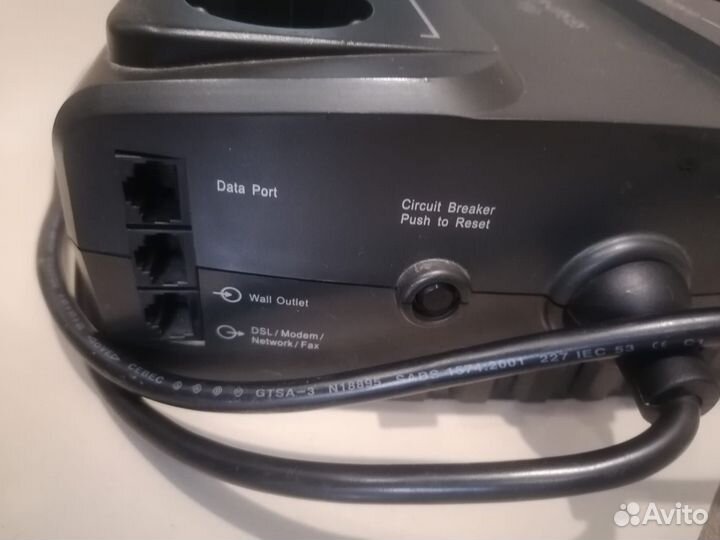 Data Port
Circuit Breaker
Push to Reset
Wall Outlet
DSL / Modem /
Network / Fax
GTSA-3 N18895 SABS 1574:2001 227 IEC 53
Avito